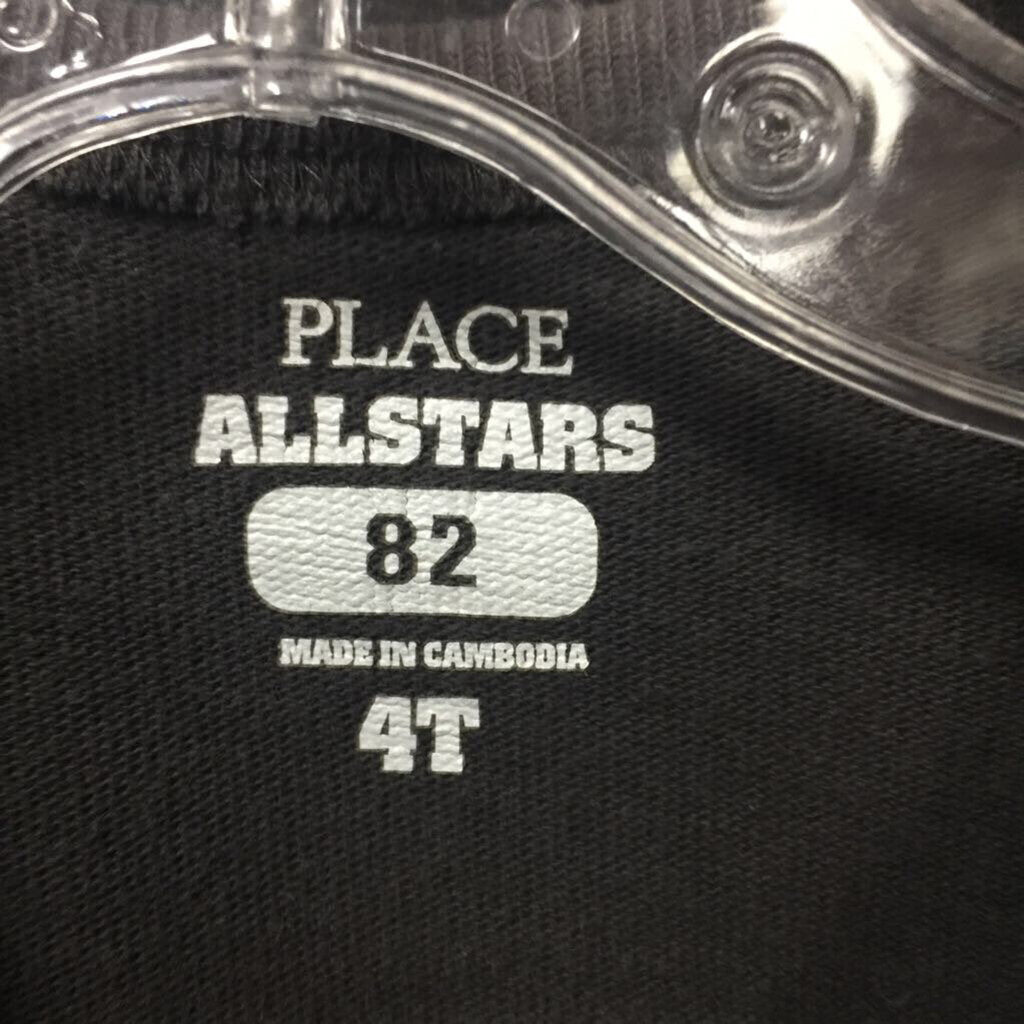 PLACE
ALLSTARS
82
MADE IN CAMBODIA
4T